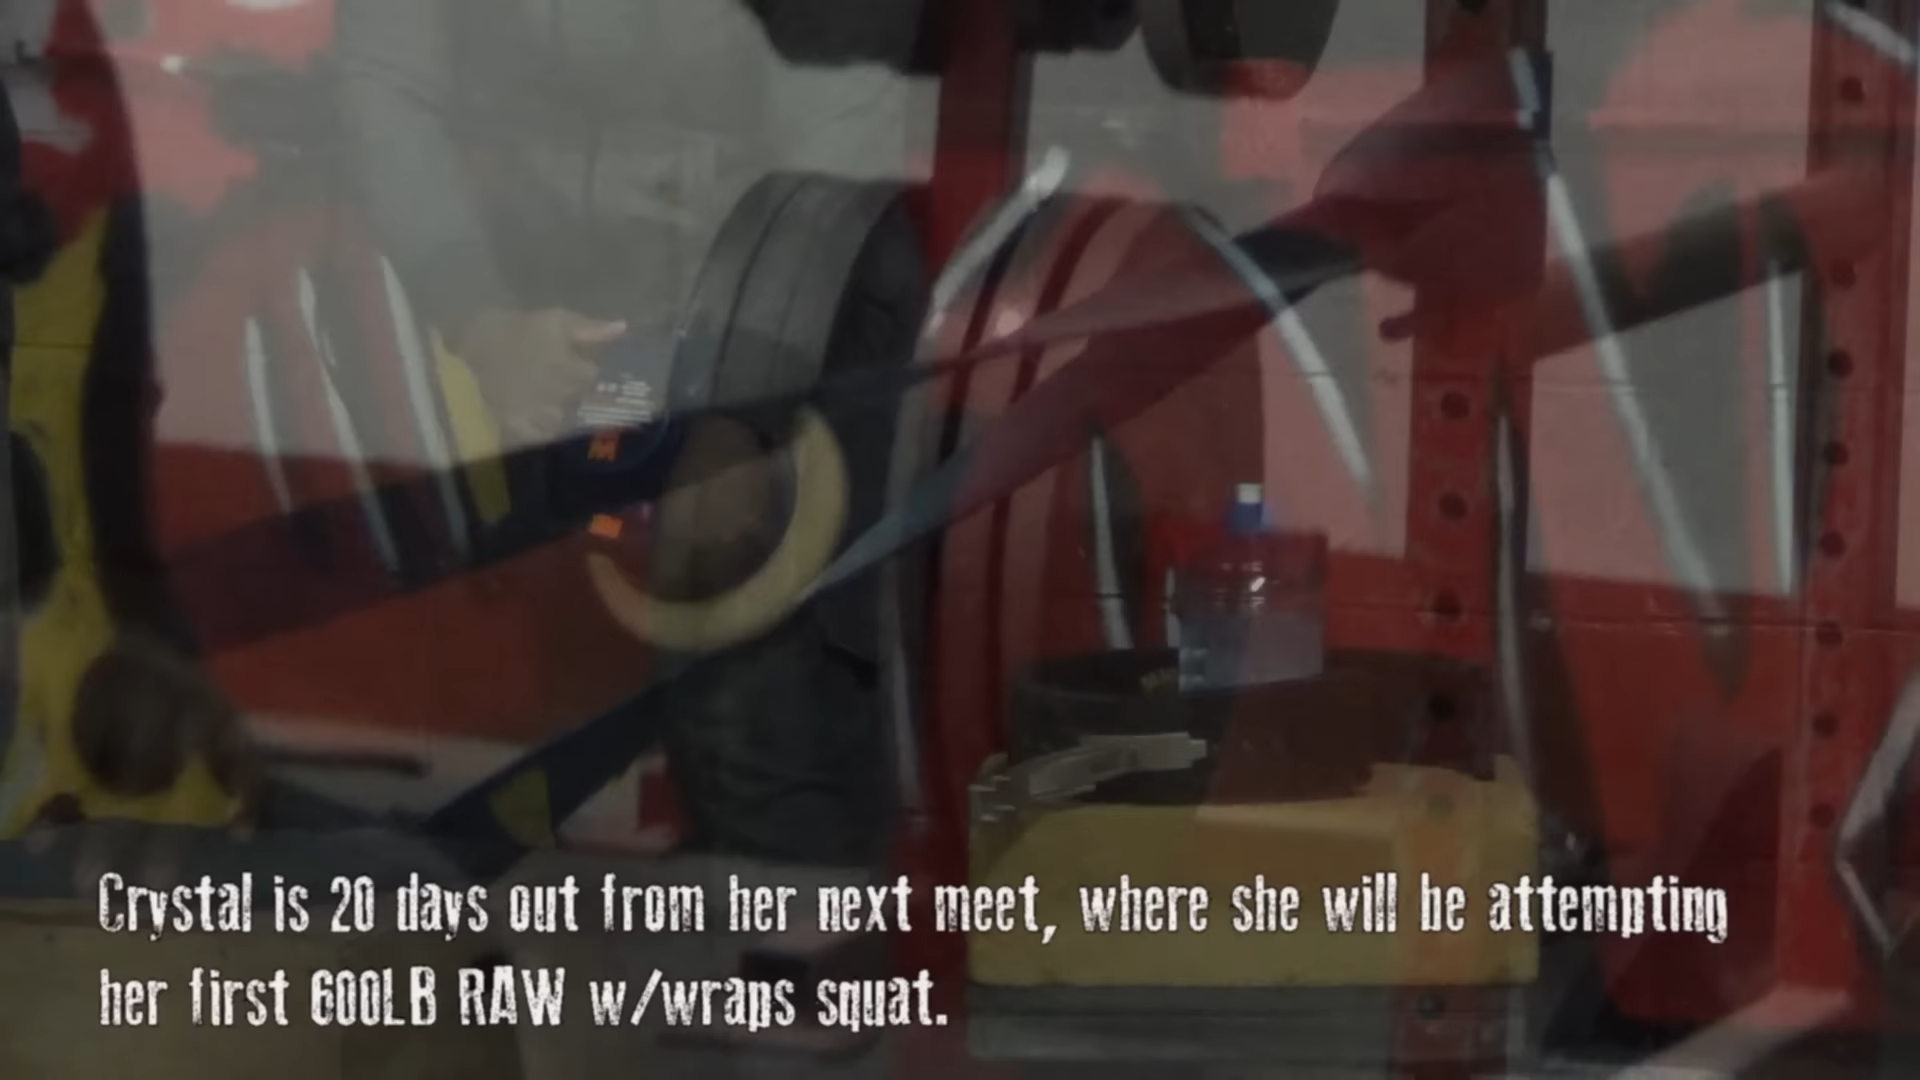 Crystal is 20 days out from her next meet, where she will be attempting
her first 600LB RAW w/wraps squat.